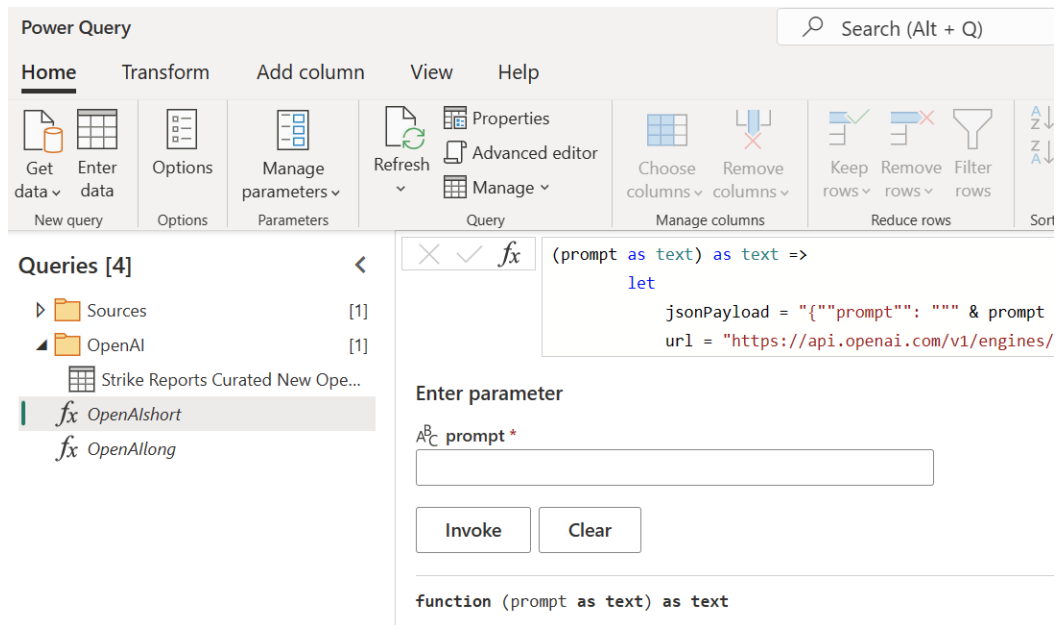 Power Query
Search (Alt + Q)
Home Transform Add column View Help
Get data
Enter data
New query
Options
Options
Manage parameters
Parameters
Refresh
Properties
Advanced editor
Manage
Query
Choose columns
Remove columns
Manage columns
Keep rows
Remove rows
Filter rows
Reduce rows
A
Z
Z
A
Sort
Queries [4]
Sources [1]
OpenAI [1]
Strike Reports Curated New Ope...
fx OpenAIshort
fx OpenAIlong
fx
(prompt as text) as text =>
let
jsonPayload = "{""prompt"": """ & prompt
url = "https://api.openai.com/v1/engines/
Enter parameter
ABC prompt *
Invoke Clear
function (prompt as text) as text